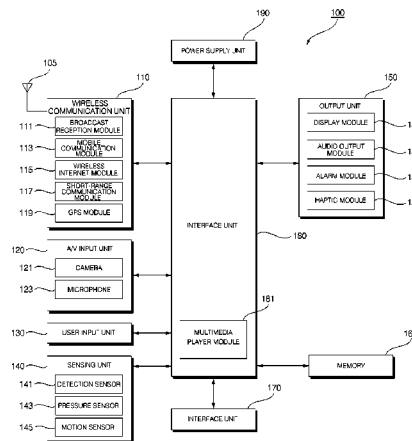 190
100
POWER SUPPLY UNIT
105
110
WIRELESS
COMMUNICATION UNIT
111
BROADCAST
RECEPTION MODULE
113
MOBILE
COMMUNICATION
MODULE
115
WIRELESS
INTERNET MODULE
117
SHORT-RANGE
COMMUNICATION
MODULE
119
GPS MODULE
120
A/V INPUT UNIT
121
CAMERA
123
MICROPHONE
130
USER INPUT UNIT
140
SENSING UNIT
141
DETECTION SENSOR
143
PRESSURE SENSOR
145
MOTION SENSOR
INTERFACE UNIT
180
181
MULTIMEDIA
PLAYER MODULE
170
INTERFACE UNIT
150
OUTPUT UNIT
DISPLAY MODULE
AUDIO OUTPUT
MODULE
ALARM MODULE
HAPTIC MODULE
MEMORY